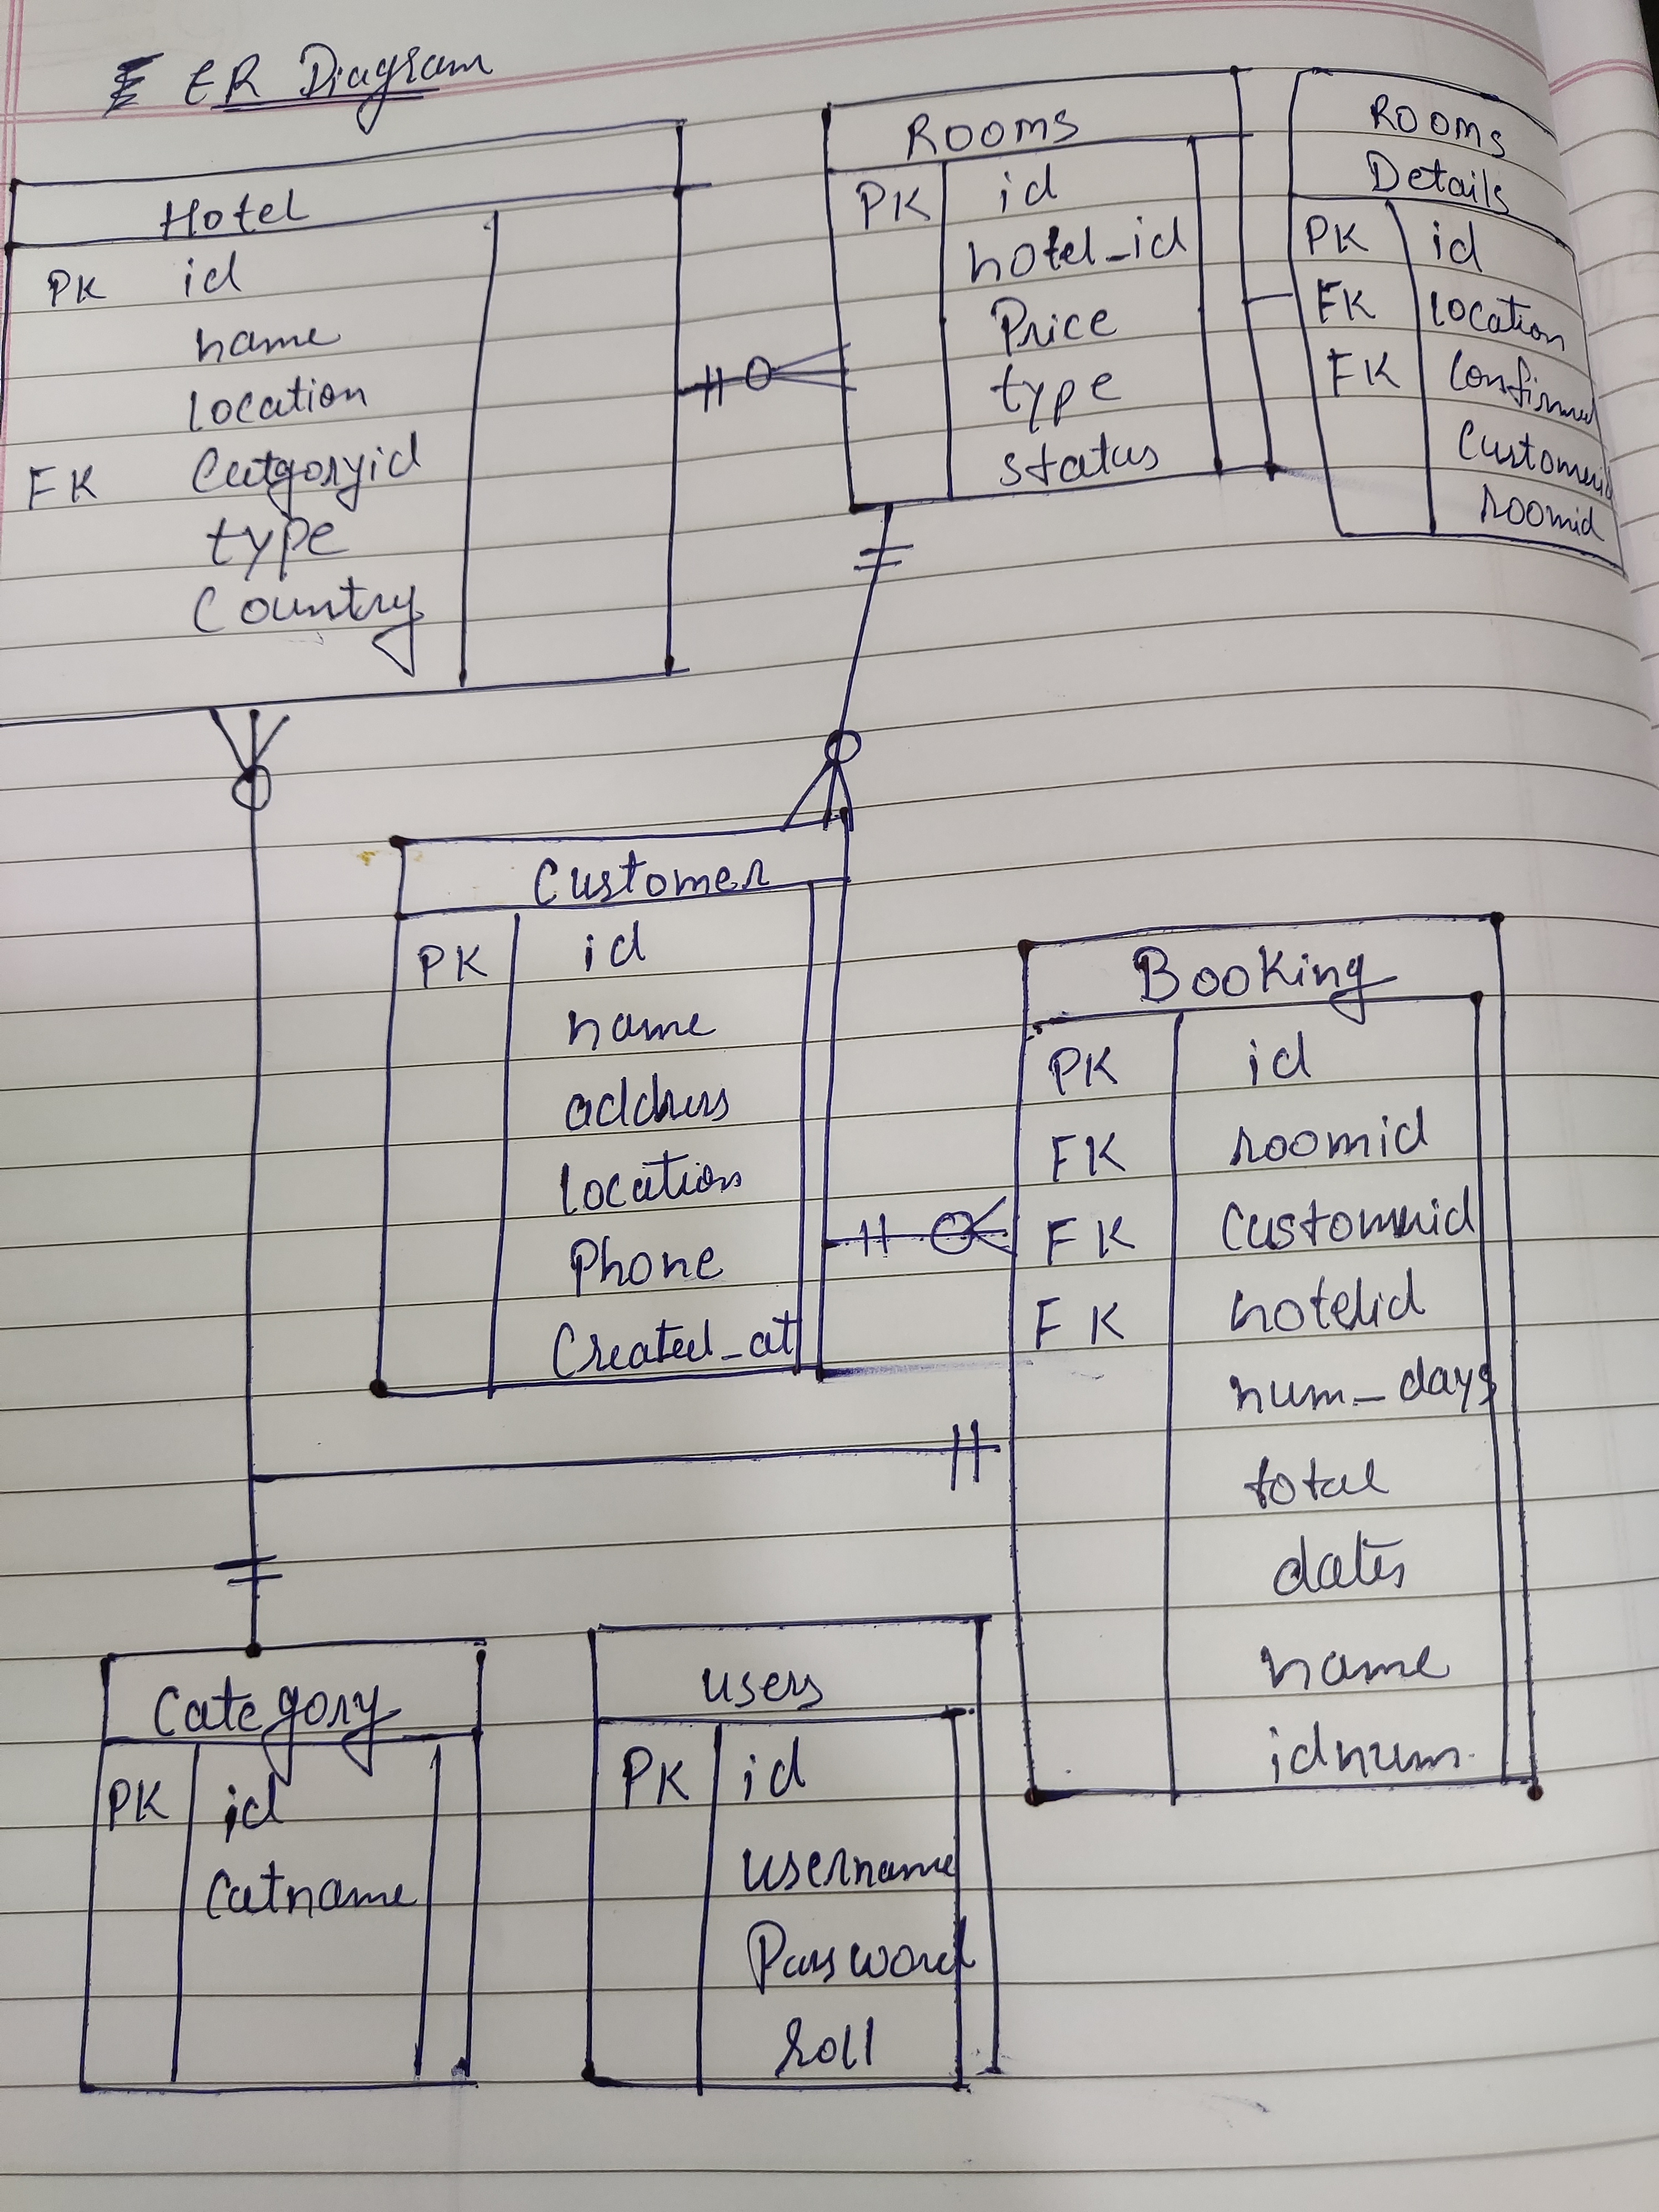 ER Diagram
Hotel
PK id
name
location
FK Catgoryid
type
Country
Rooms
PK id
hotel_id
Price
type
status
Rooms
Details
PK id
FK location
FK Confirmed
Customerid
roomid
Customer
PK id
name
address
location
Phone
Created_at
Booking
PK id
FK roomid
FK Customerid
FK hotelid
num_days
total
dates
name
idnum.
Category
PK id
Catname
users
PK id
username
Password
roll